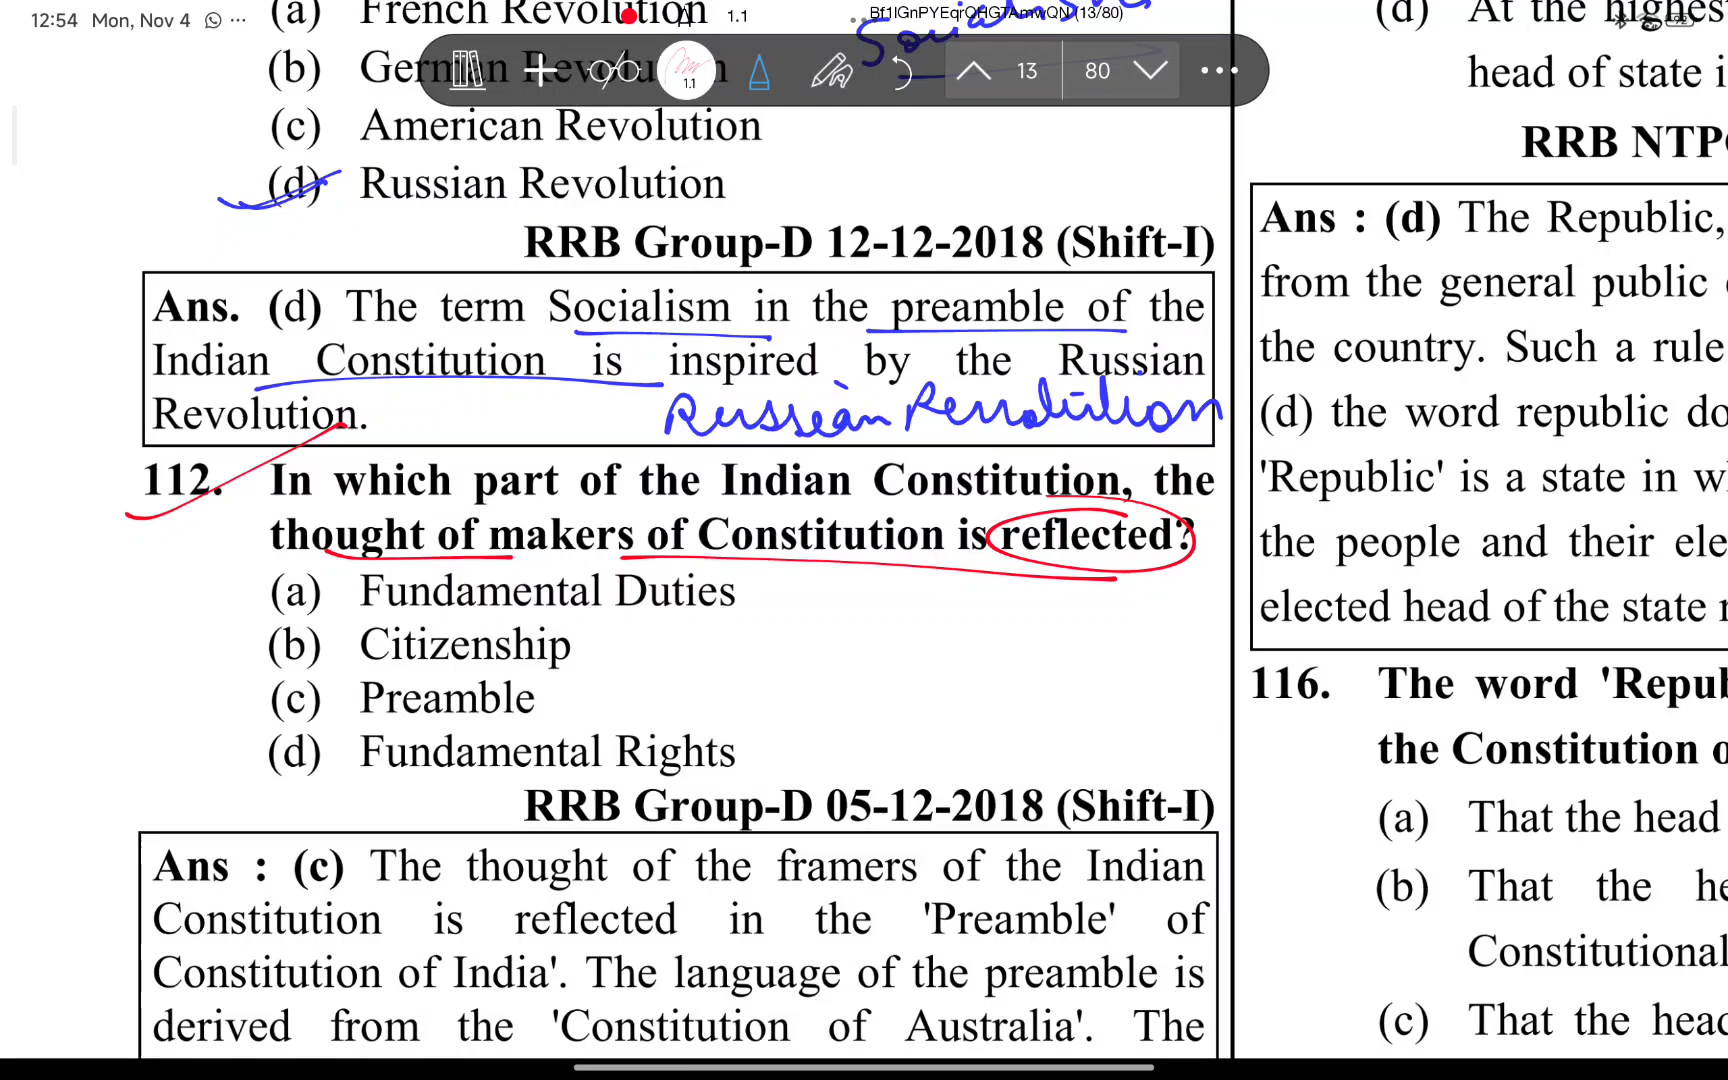 12:54 Mon, Nov 4
1.1
Bf1IGnPYEqrQHGTAmwQN (13/80)
1.1
13
80
(a) French Revolution
(b) German Revolution
(c) American Revolution
(d) Russian Revolution
RRB Group-D 12-12-2018 (Shift-I)
Ans. (d) The term Socialism in the preamble of the
Indian Constitution is inspired by the Russian
Revolution.
Russian Revolution
112. In which part of the Indian Constitution, the
thought of makers of Constitution is reflected?
(a) Fundamental Duties
(b) Citizenship
(c) Preamble
(d) Fundamental Rights
RRB Group-D 05-12-2018 (Shift-I)
Ans : (c) The thought of the framers of the Indian
Constitution is reflected in the 'Preamble' of
Constitution of India'. The language of the preamble is
derived from the 'Constitution of Australia'. The
(d) At the highes
head of state i
RRB NTP
Ans : (d) The Republic,
from the general public
the country. Such a rule
(d) the word republic do
'Republic' is a state in w
the people and their ele
elected head of the state
116. The word 'Repub
the Constitution o
(a) That the head
(b) That the he
Constitutional
(c) That the head